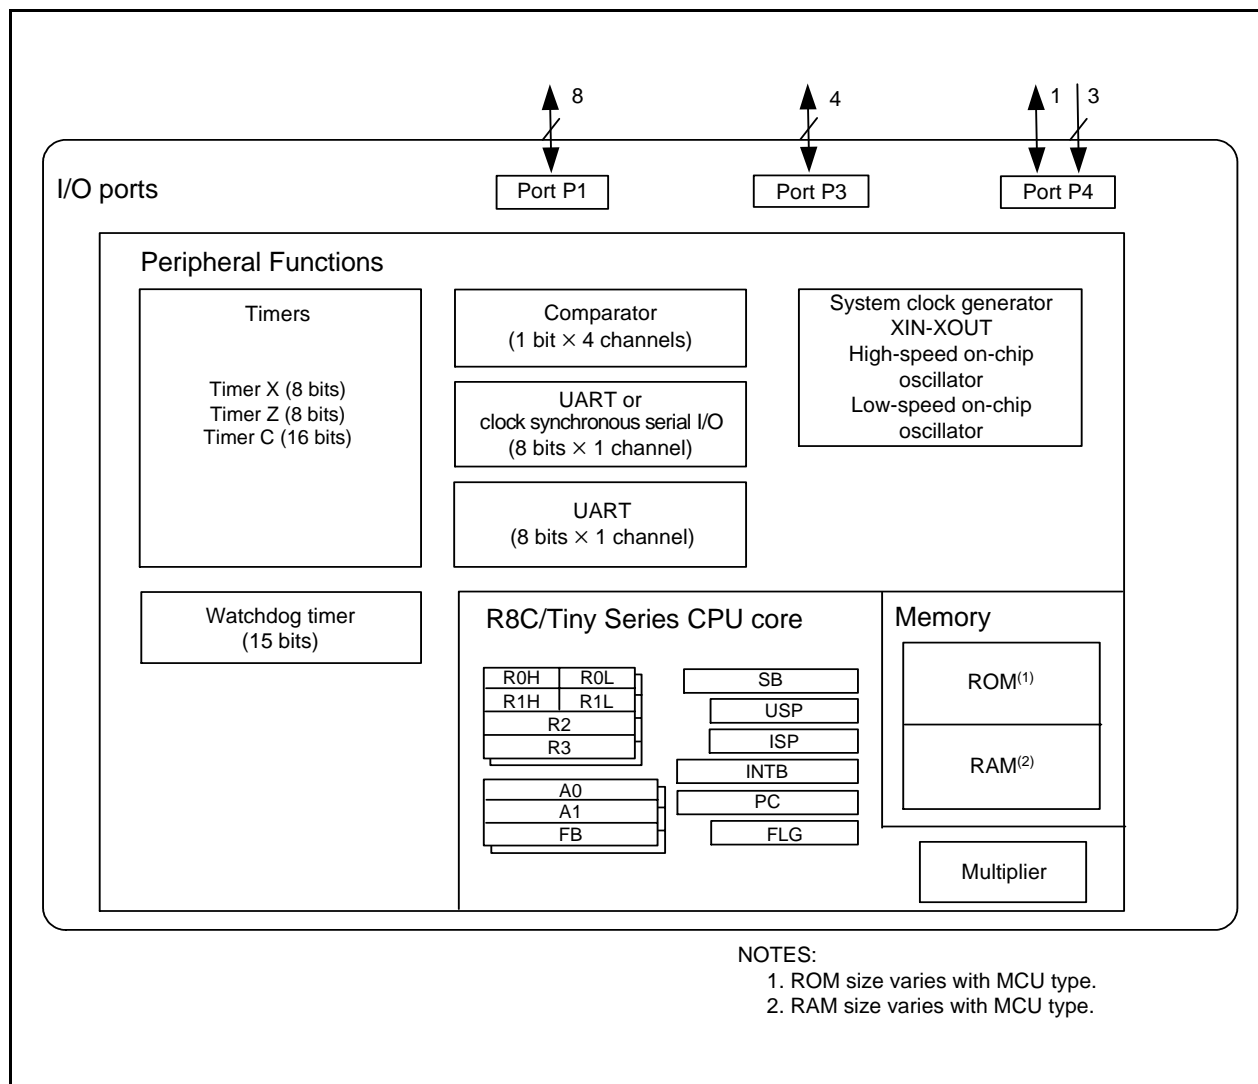 8
4
1
3
I/O ports
Port P1
Port P3
Port P4
Peripheral Functions
Timers
Timer X (8 bits)
Timer Z (8 bits)
Timer C (16 bits)
Comparator
(1 bit × 4 channels)
UART or
clock synchronous serial I/O
(8 bits × 1 channel)
UART
(8 bits × 1 channel)
System clock generator
XIN-XOUT
High-speed on-chip
oscillator
Low-speed on-chip
oscillator
Watchdog timer
(15 bits)
R8C/Tiny Series CPU core
R0H
R0L
R1H
R1L
R2
R3
A0
A1
FB
SB
USP
ISP
INTB
PC
FLG
Memory
ROM(1)
RAM(2)
Multiplier
NOTES:
1. ROM size varies with MCU type.
2. RAM size varies with MCU type.